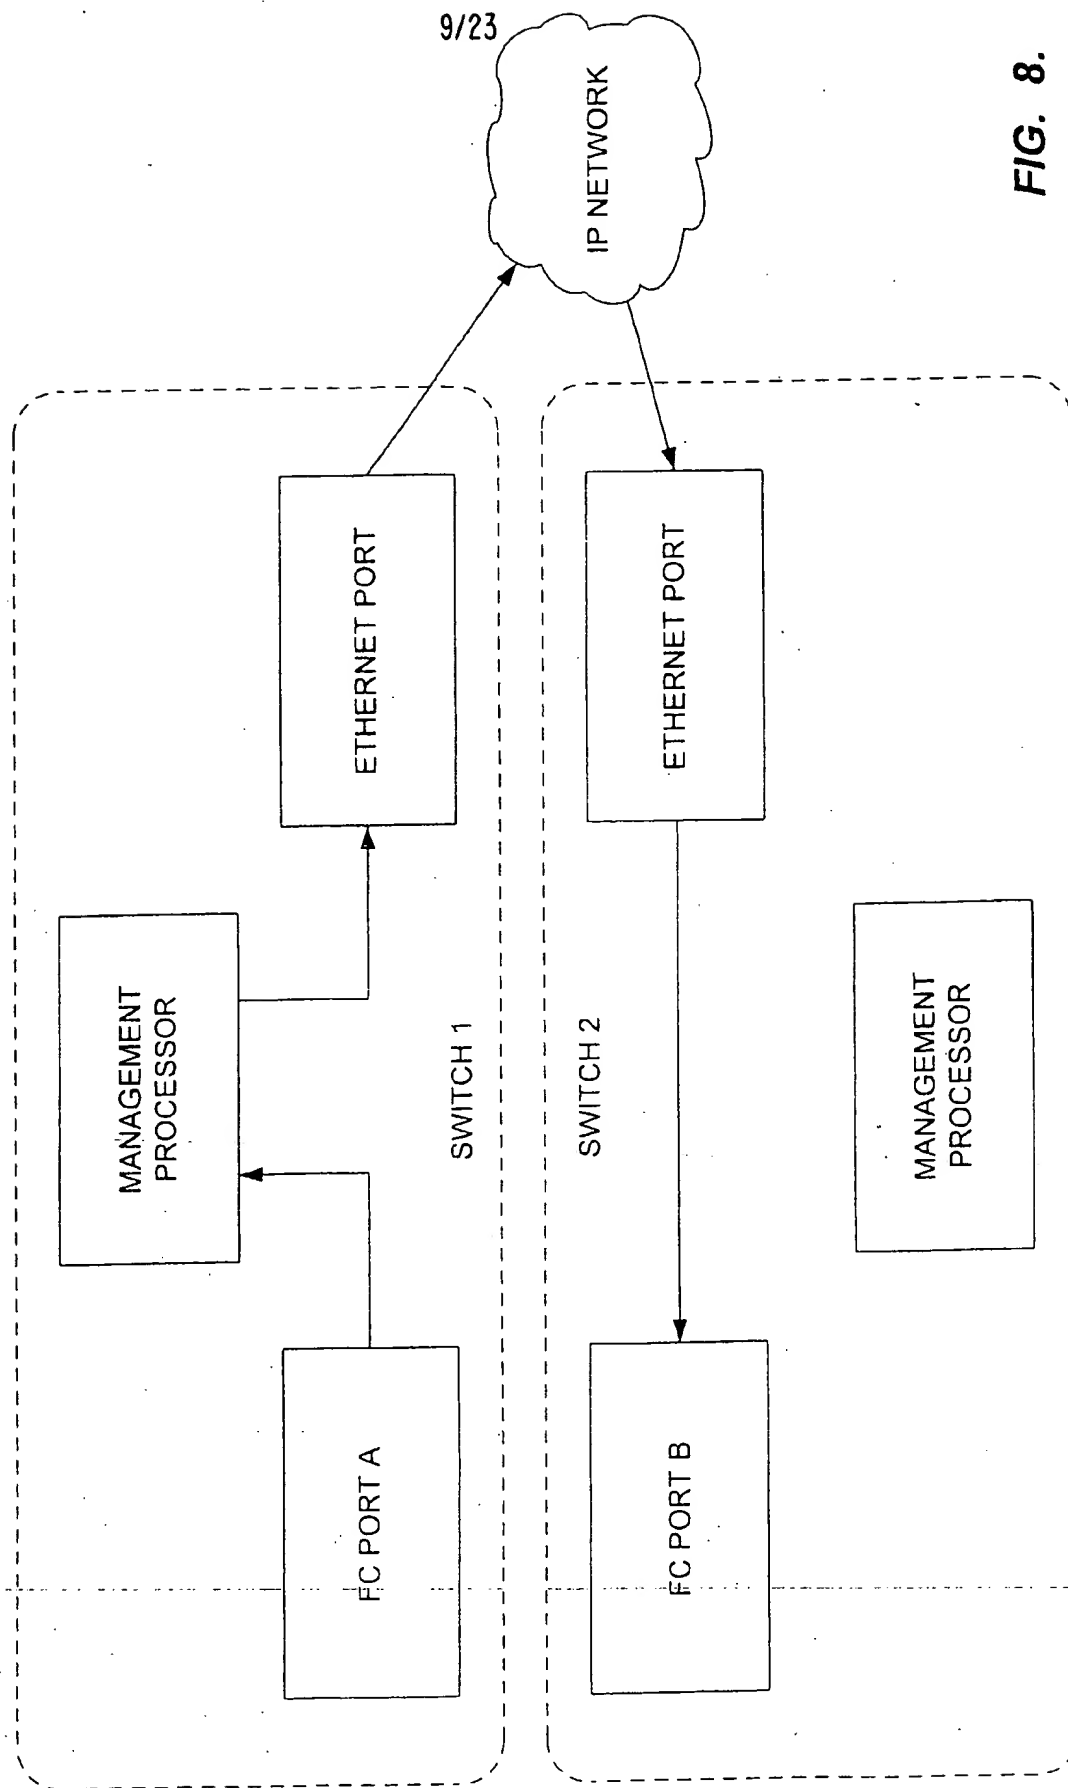 9/23
IP NETWORK
ETHERNET PORT
MANAGEMENT
PROCESSOR
FC PORT A
SWITCH 1
SWITCH 2
ETHERNET PORT
FC PORT B
MANAGEMENT
PROCESSOR
FIG. 8.